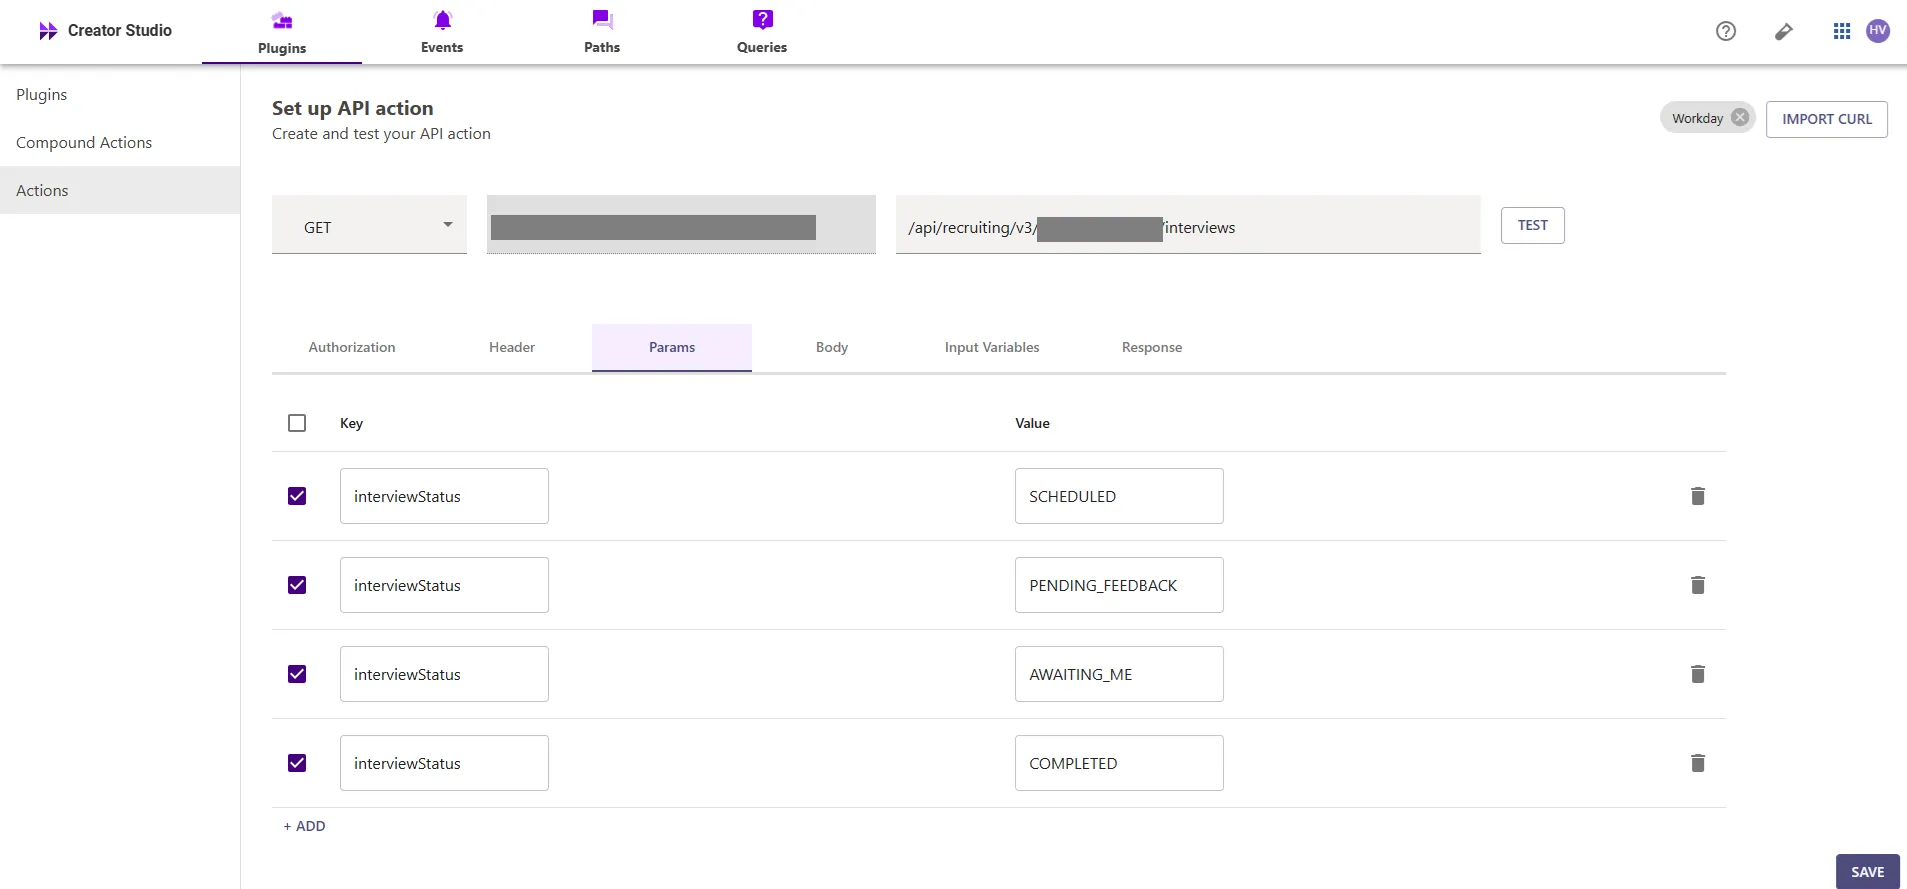 Creator Studio
Plugins
Events
Paths
Queries
HV
Plugins
Compound Actions
Actions
Set up API action
Create and test your API action
Workday
IMPORT CURL
GET
/api/recruiting/v3/ /interviews
TEST
Authorization
Header
Params
Body
Input Variables
Response
Key
Value
interviewStatus
SCHEDULED
interviewStatus
PENDING_FEEDBACK
interviewStatus
AWAITING_ME
interviewStatus
COMPLETED
+ ADD
SAVE